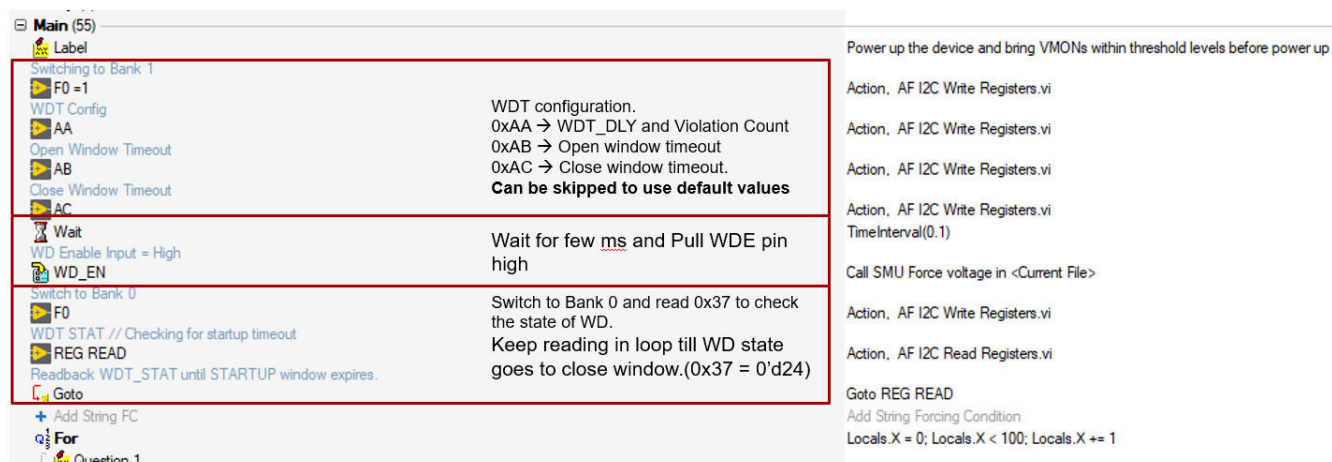 Main (55)
Label
Power up the device and bring VMONs within threshold levels before power up
Switching to Bank 1
F0 =1
Action, AF I2C Write Registers.vi
WDT Config
WDT configuration.
AA
0xAA → WDT_DLY and Violation Count
Action, AF I2C Write Registers.vi
Open Window Timeout
0xAB → Open window timeout
AB
0xAC → Close window timeout.
Action, AF I2C Write Registers.vi
Close Window Timeout
Can be skipped to use default values
AC
Action, AF I2C Write Registers.vi
Wait
TimeInterval(0.1)
Wait for few ms and Pull WDE pin
high
WD Enable Input = High
WD_EN
Call SMU Force voltage in <Current File>
Switch to Bank 0
Switch to Bank 0 and read 0x37 to check
the state of WD.
F0
Action, AF I2C Write Registers.vi
WDT STAT // Checking for startup timeout
Keep reading in loop till WD state
goes to close window.(0x37 = 0'd24)
REG READ
Action, AF I2C Read Registers.vi
Readback WDT_STAT until STARTUP window expires.
Goto
Goto REG READ
Add String FC
Add String Forcing Condition
For
Locals.X = 0; Locals.X < 100; Locals.X += 1
Question 1